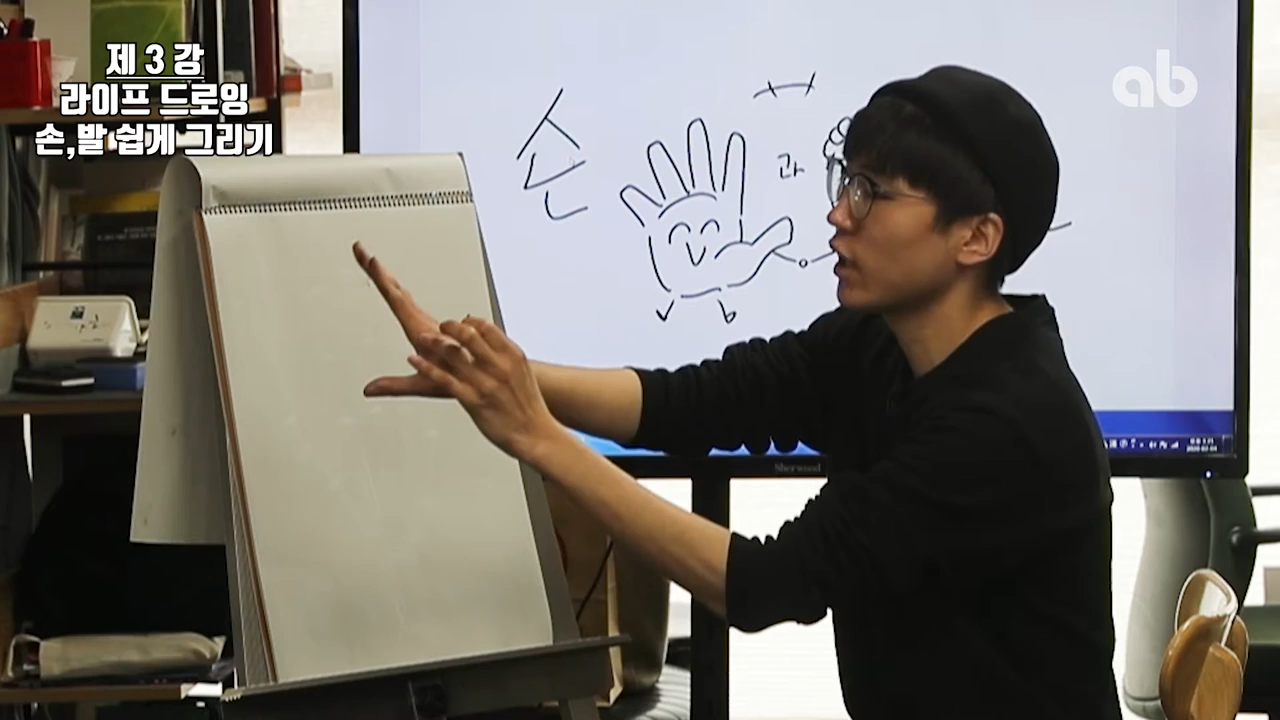 제 3 강
라이프 드로잉
손,발 쉽게 그리기
ab
손
과
Sherwood